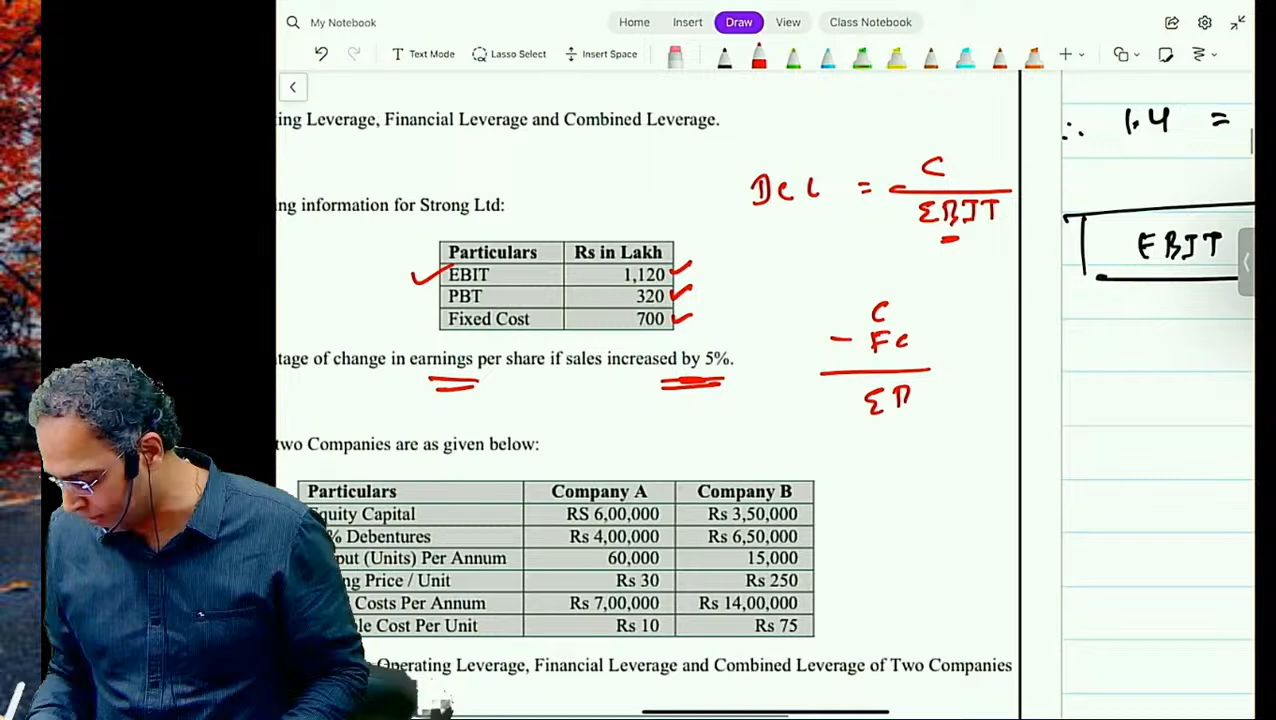 My Notebook
Home Insert Draw View Class Notebook
Text Mode Lasso Select Insert Space
ing Leverage, Financial Leverage and Combined Leverage.
∴ 1.4 =
DCL = C
EBIT
ing information for Strong Ltd:
EBIT
Particulars Rs in Lakh
EBIT 1,120
PBT 320
Fixed Cost 700
C
- Fc
EB
tage of change in earnings per share if sales increased by 5%.
two Companies are as given below:
Particulars Company A Company B
Equity Capital RS 6,00,000 Rs 3,50,000
% Debentures Rs 4,00,000 Rs 6,50,000
put (Units) Per Annum 60,000 15,000
ng Price / Unit Rs 30 Rs 250
Costs Per Annum Rs 7,00,000 Rs 14,00,000
le Cost Per Unit Rs 10 Rs 75
Operating Leverage, Financial Leverage and Combined Leverage of Two Companies